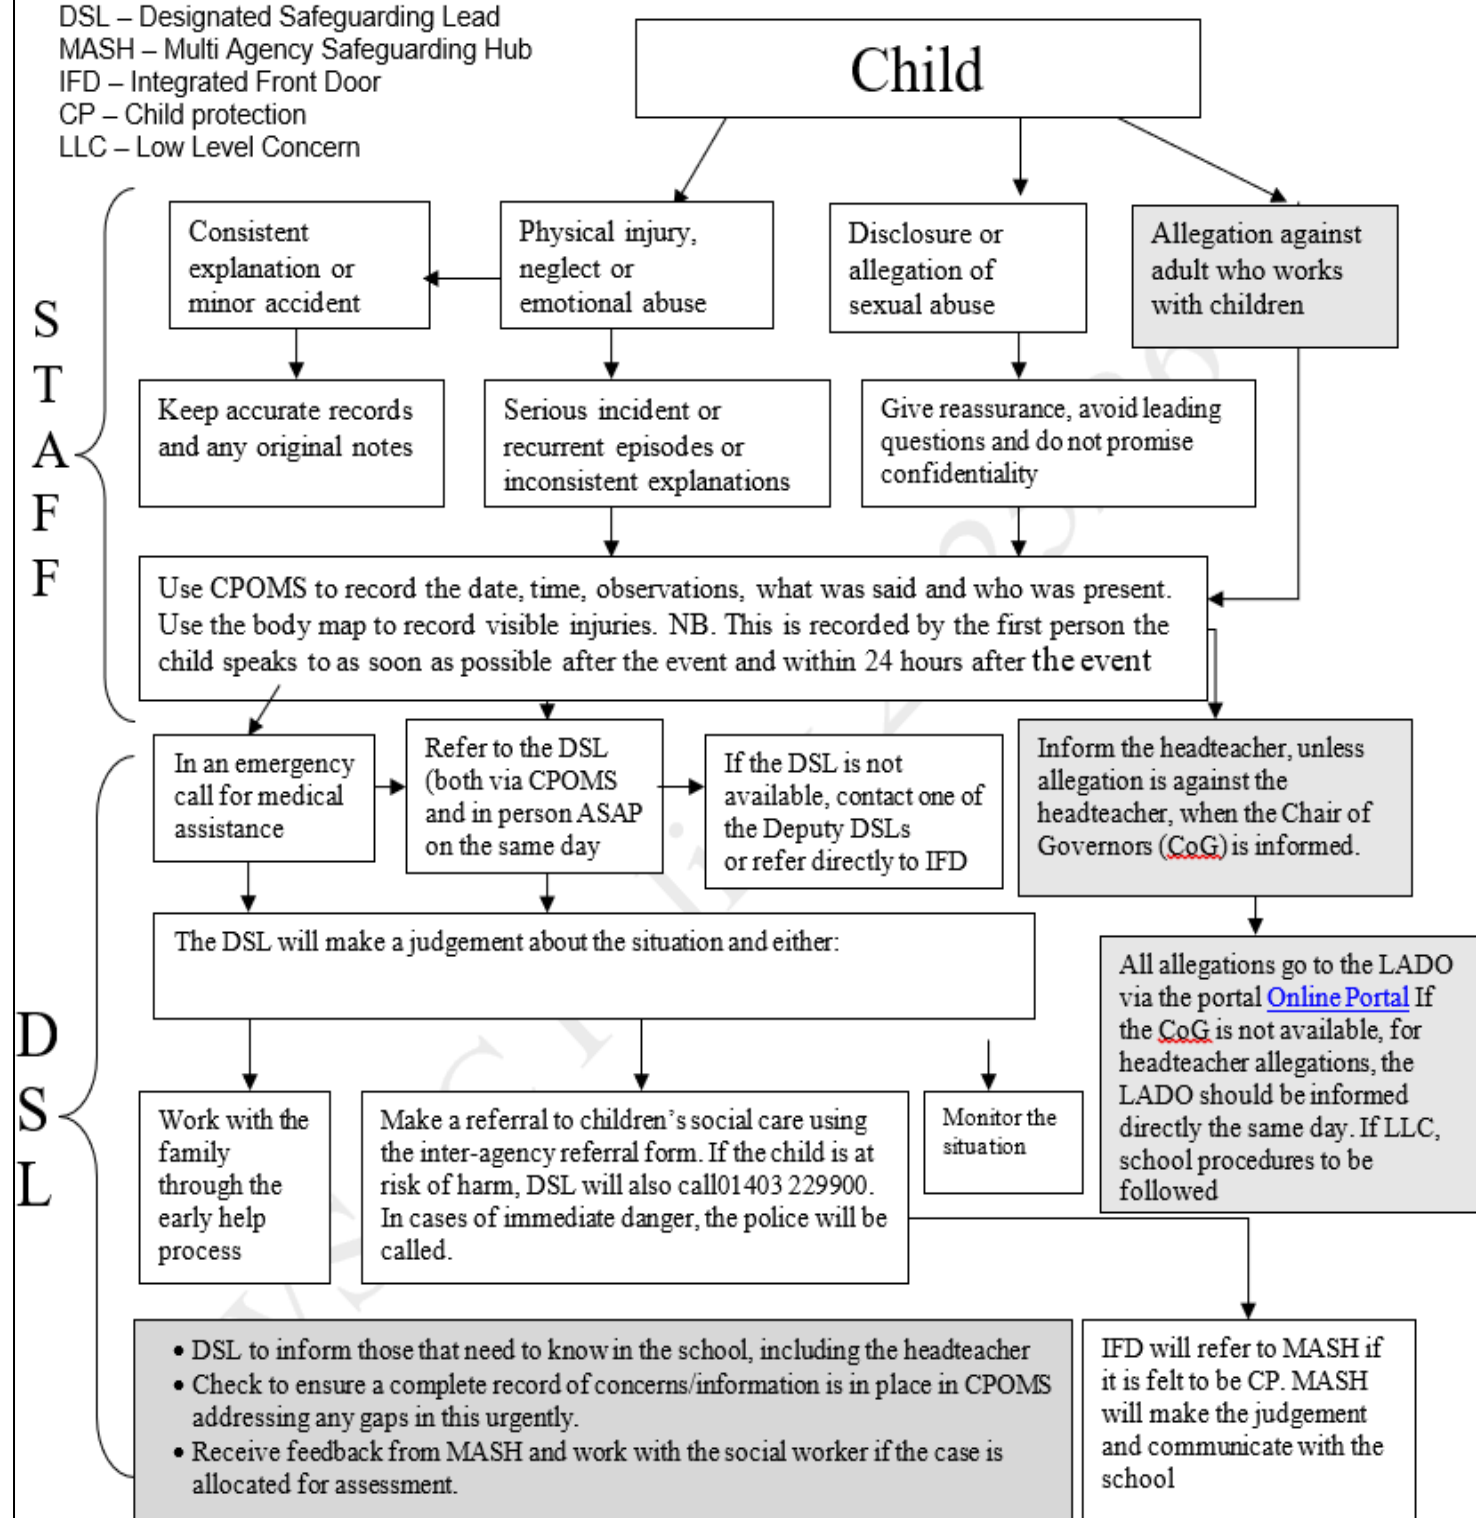 DSL – Designated Safeguarding Lead
MASH – Multi Agency Safeguarding Hub
IFD – Integrated Front Door
CP – Child protection
LLC – Low Level Concern
Child
S
T
A
F
F
Consistent
explanation or
minor accident
Physical injury,
neglect or
emotional abuse
Disclosure or
allegation of
sexual abuse
Allegation against
adult who works
with children
Keep accurate records
and any original notes
Serious incident or
recurrent episodes or
inconsistent explanations
Give reassurance, avoid leading
questions and do not promise
confidentiality
Use CPOMS to record the date, time, observations, what was said and who was present.
Use the body map to record visible injuries. NB. This is recorded by the first person the
child speaks to as soon as possible after the event and within 24 hours after the event
D
S
L
In an emergency
call for medical
assistance
Refer to the DSL
(both via CPOMS
and in person ASAP
on the same day
If the DSL is not
available, contact one of
the Deputy DSLs
or refer directly to IFD
Inform the headteacher, unless
allegation is against the
headteacher, when the Chair of
Governors (CoG) is informed.
The DSL will make a judgement about the situation and either:
All allegations go to the LADO
via the portal Online Portal If
the CoG is not available, for
headteacher allegations, the
LADO should be informed
directly the same day. If LLC,
school procedures to be
followed
Work with the
family
through the
early help
process
Make a referral to children’s social care using
the inter-agency referral form. If the child is at
risk of harm, DSL will also call01403 229900.
In cases of immediate danger, the police will be
called.
Monitor the
situation
• DSL to inform those that need to know in the school, including the headteacher
• Check to ensure a complete record of concerns/information is in place in CPOMS
addressing any gaps in this urgently.
• Receive feedback from MASH and work with the social worker if the case is
allocated for assessment.
IFD will refer to MASH if
it is felt to be CP. MASH
will make the judgement
and communicate with the
school